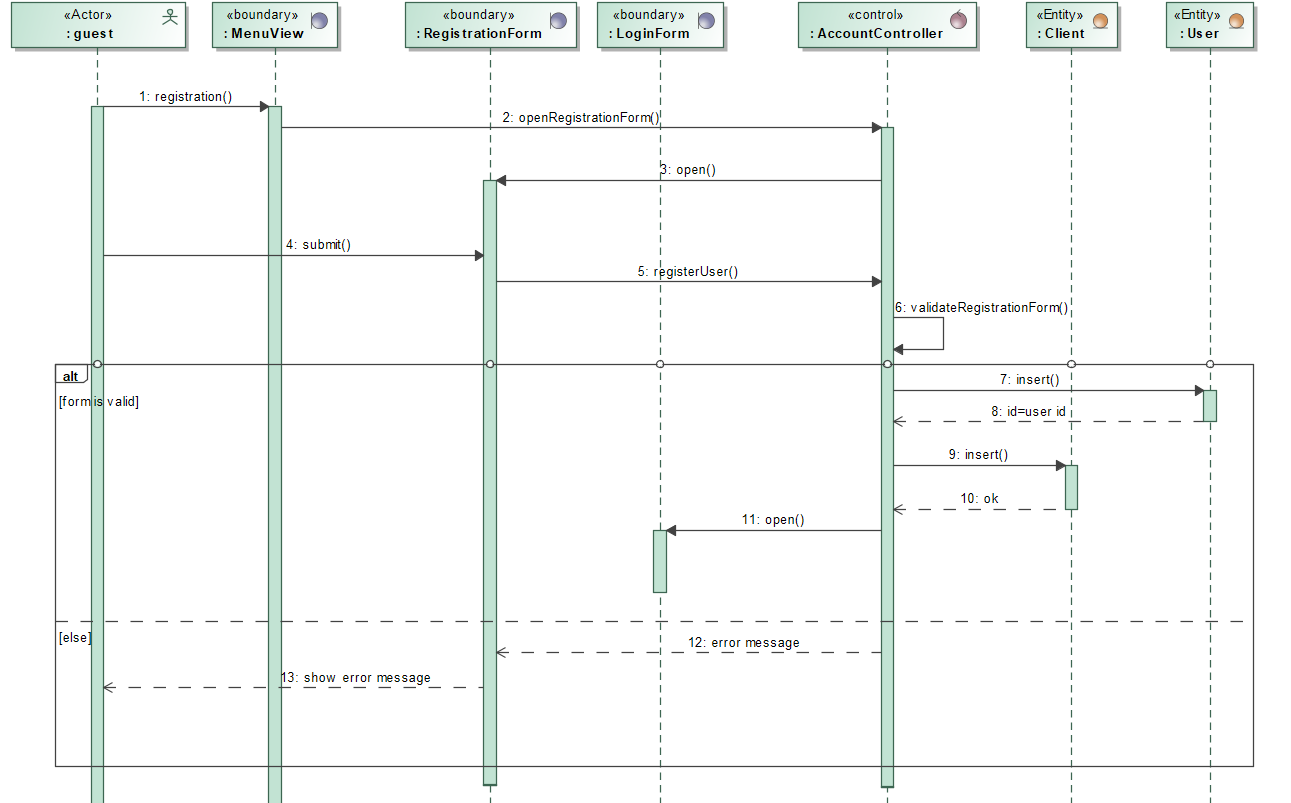 «Actor»
: guest
«boundary»
: MenuView
«boundary»
: RegistrationForm
«boundary»
: LoginForm
«control»
: AccountController
«Entity»
: Client
«Entity»
: User
1: registration()
2: openRegistrationForm()
3: open()
4: submit()
5: registerUser()
6: validateRegistrationForm()
alt
[form is valid]
7: insert()
8: id=user id
9: insert()
10: ok
11: open()
[else]
12: error message
13: show error message